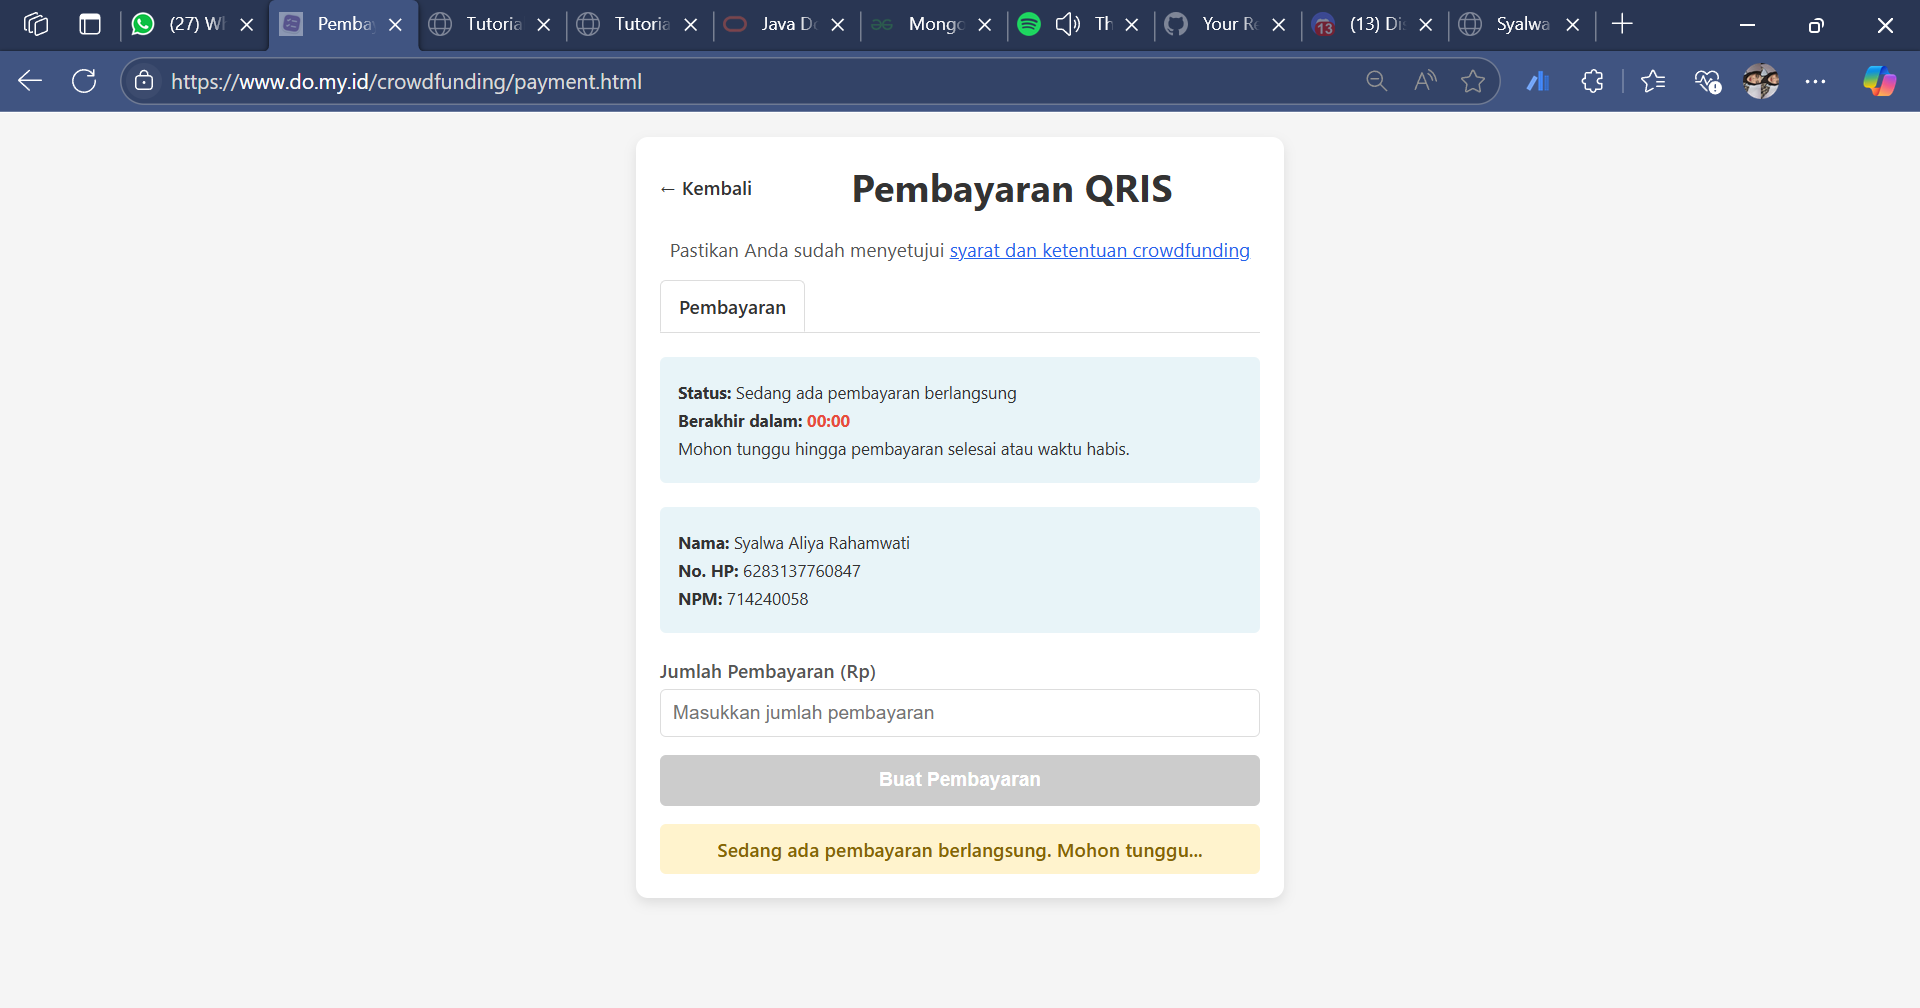 (27) Wh
Pemba
Tutoria
Tutoria
Java Do
Mongo
Th
Your Re
(13) Dis
Syalwa
https://www.do.my.id/crowdfunding/payment.html
← Kembali
Pembayaran QRIS
Pastikan Anda sudah menyetujui syarat dan ketentuan crowdfunding
Pembayaran
Status: Sedang ada pembayaran berlangsung
Berakhir dalam: 00:00
Mohon tunggu hingga pembayaran selesai atau waktu habis.
Nama: Syalwa Aliya Rahamwati
No. HP: 6283137760847
NPM: 714240058
Jumlah Pembayaran (Rp)
Masukkan jumlah pembayaran
Buat Pembayaran
Sedang ada pembayaran berlangsung. Mohon tunggu...